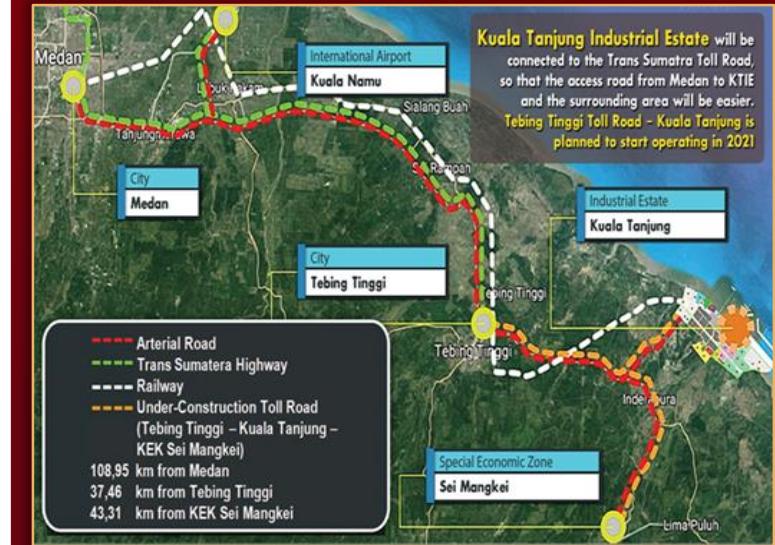 Kuala Tanjung Industrial Estate will be
connected to the Trans Sumatra Toll Road,
so that the access road from Medan to KTIE
and the surrounding area will be easier.
Tebing Tinggi Toll Road – Kuala Tanjung is
planned to start operating in 2021
International Airport
Kuala Namu
Medan
Sialang Buah
City
Medan
Industrial Estate
Kuala Tanjung
City
Tebing Tinggi
Tebing Tinggi
Arterial Road
Trans Sumatera Highway
Railway
Under-Construction Toll Road
(Tebing Tinggi – Kuala Tanjung –
KEK Sei Mangkei)
108,95 km from Medan
37,46 km from Tebing Tinggi
43,31 km from KEK Sei Mangkei
Special Economic Zone
Sei Mangkei
Lima Puluh